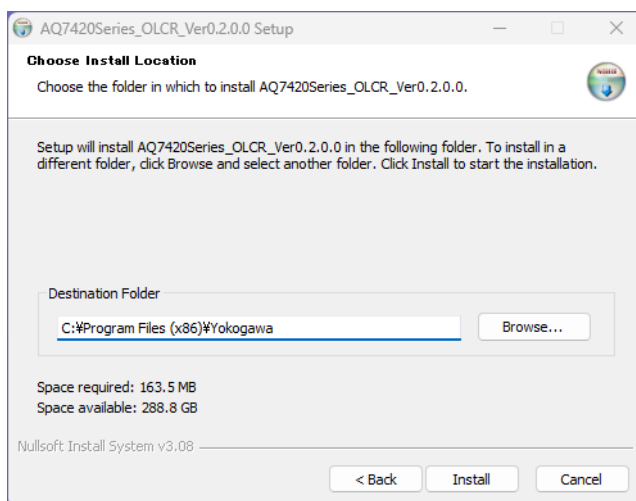 AQ7420Series_OLCR_Ver0.2.0.0 Setup
Choose Install Location
Choose the folder in which to install AQ7420Series_OLCR_Ver0.2.0.0.
Setup will install AQ7420Series_OLCR_Ver0.2.0.0 in the following folder. To install in a
different folder, click Browse and select another folder. Click Install to start the installation.
Destination Folder
C:¥Program Files (x86)¥Yokogawa
Browse...
Space required: 163.5 MB
Space available: 288.8 GB
Nullsoft Install System v3.08
< Back
Install
Cancel